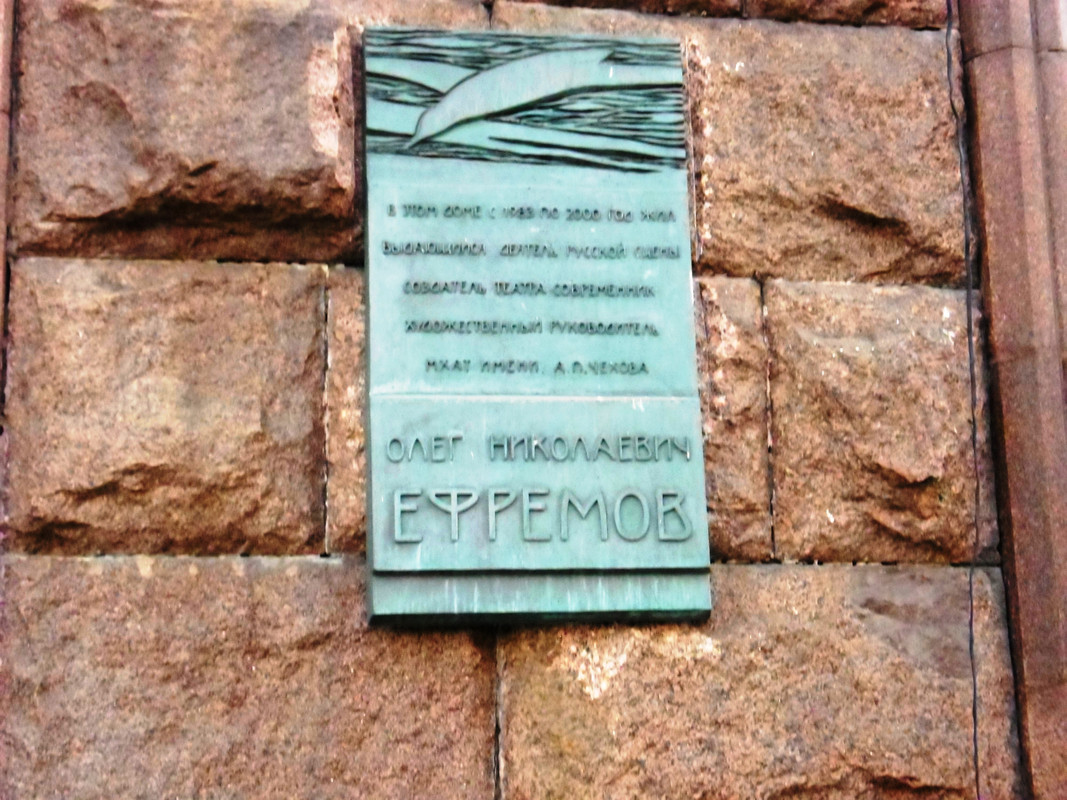 В ЭТОМ ДОМЕ С 1983 ПО 2000 ГОД ЖИЛ
ВЫДАЮЩИЙСЯ ДЕЯТЕЛЬ РУССКОЙ СЦЕНЫ
СОЗДАТЕЛЬ ТЕАТРА СОВРЕМЕННИК
ХУДОЖЕСТВЕННЫЙ РУКОВОДИТЕЛЬ
МХАТ ИМЕНИ А.П.ЧЕХОВА
ОЛЕГ НИКОЛАЕВИЧ
ЕФРЕМОВ